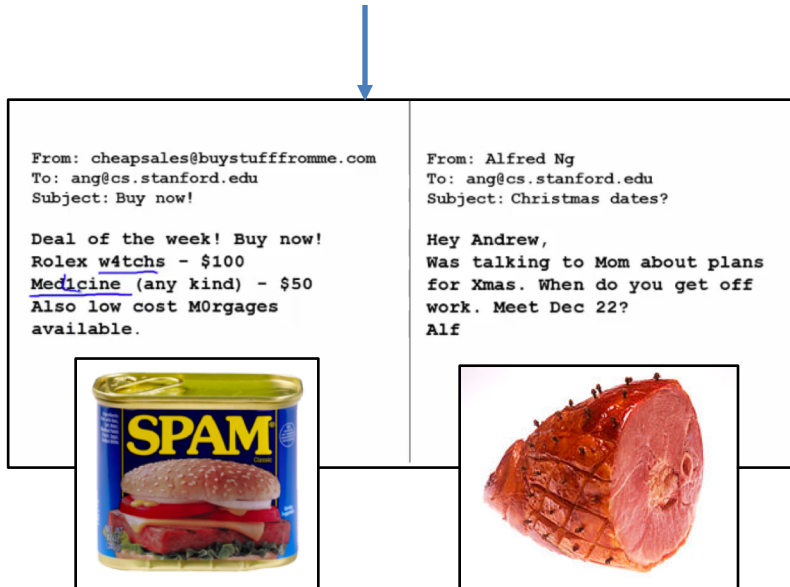 From: cheapsales@buystufffromme.com
To: ang@cs.stanford.edu
Subject: Buy now!
Deal of the week! Buy now!
Rolex w4tchs - $100
Med1cine (any kind) - $50
Also low cost M0rgages
available.
From: Alfred Ng
To: ang@cs.stanford.edu
Subject: Christmas dates?
Hey Andrew,
Was talking to Mom about plans
for Xmas. When do you get off
work. Meet Dec 22?
Alf
SPAM
Classic